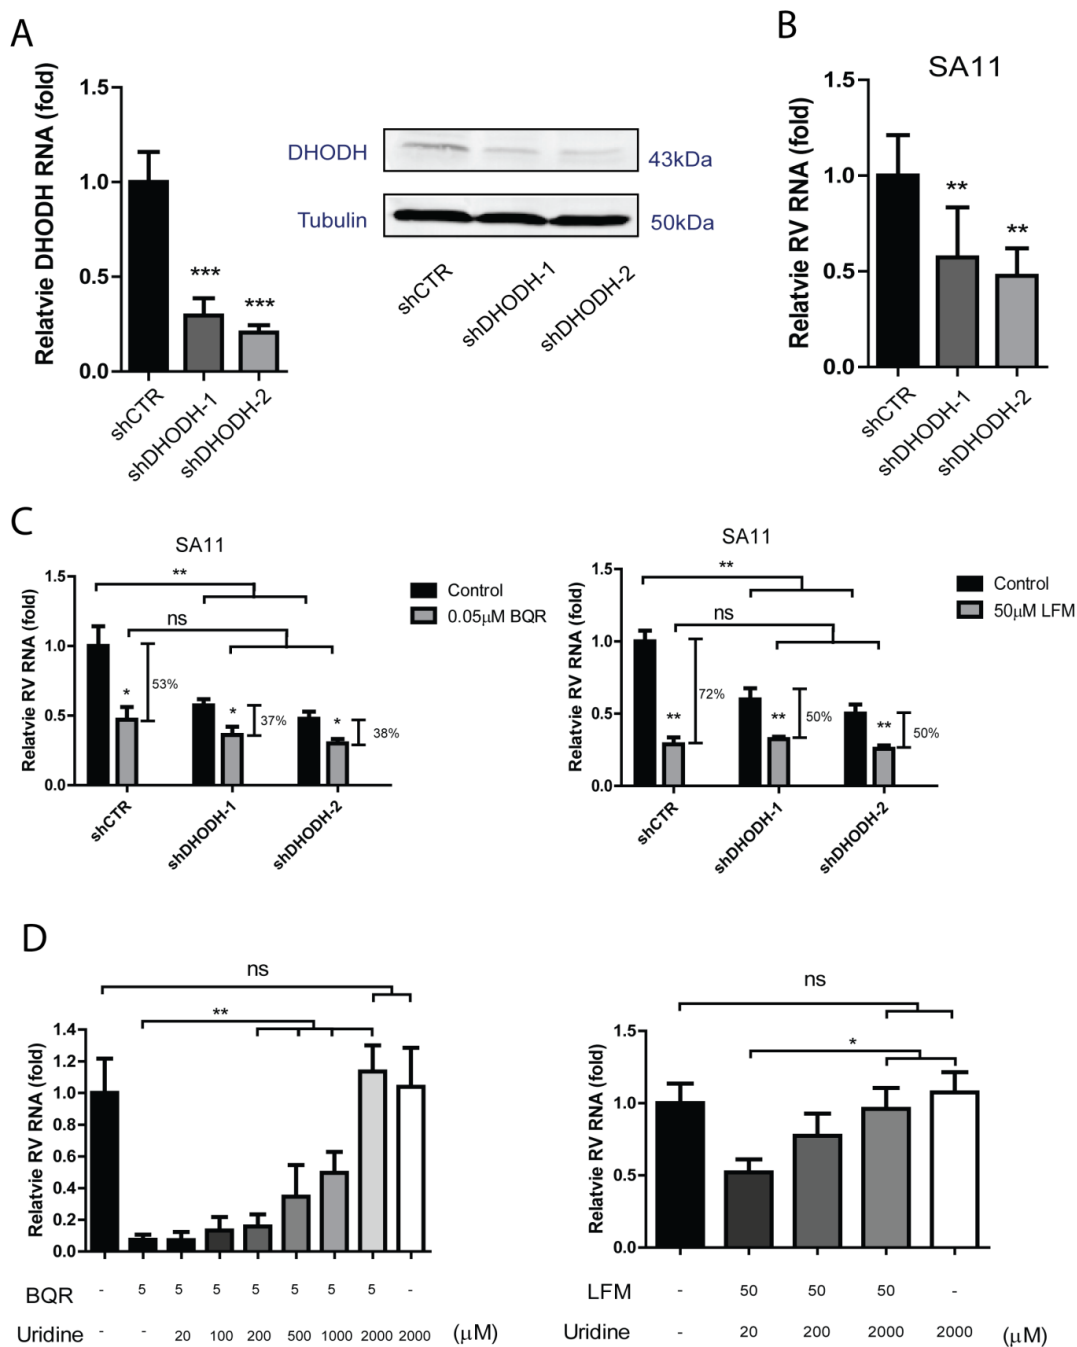 A
Relatvie DHODH RNA (fold)
1.5
1.0
0.5
0.0
***
***
shCTR
shDHODH-1
shDHODH-2
DHODH
43kDa
Tubulin
50kDa
shCTR
shDHODH-1
shDHODH-2
B
SA11
Relatvie RV RNA (fold)
1.5
1.0
0.5
0.0
**
**
shCTR
shDHODH-1
shDHODH-2
C
SA11
Relatvie RV RNA (fold)
1.5
1.0
0.5
0.0
**
ns
*
53%
*
37%
*
38%
shCTR
shDHODH-1
shDHODH-2
Control
0.05μM BQR
SA11
Relatvie RV RNA (fold)
1.5
1.0
0.5
0.0
**
ns
**
72%
**
50%
**
50%
shCTR
shDHODH-1
shDHODH-2
Control
50μM LFM
D
Relatvie RV RNA (fold)
1.4
1.2
1.0
0.8
0.6
0.4
0.2
0.0
ns
**
BQR - 5 5 5 5 5 5 5 -
Uridine - - 20 100 200 500 1000 2000 2000 (μM)
Relatvie RV RNA (fold)
1.5
1.0
0.5
0.0
ns
*
LFM - 50 50 50 -
Uridine - 20 200 2000 2000 (μM)